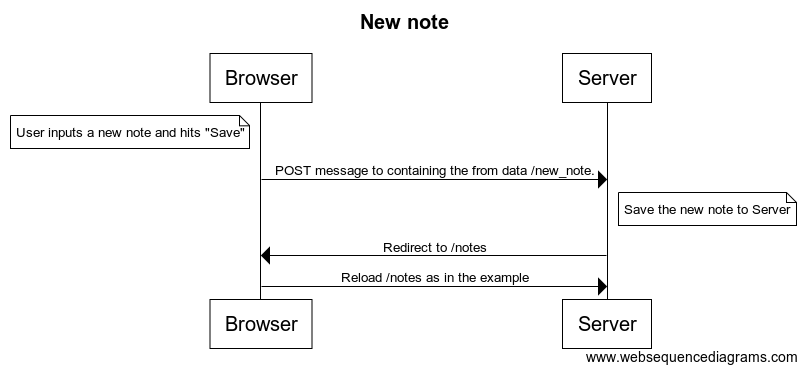 New note
Browser
Server
User inputs a new note and hits "Save"
POST message to containing the from data /new_note.
Save the new note to Server
Redirect to /notes
Reload /notes as in the example
Browser
Server
www.websequencediagrams.com